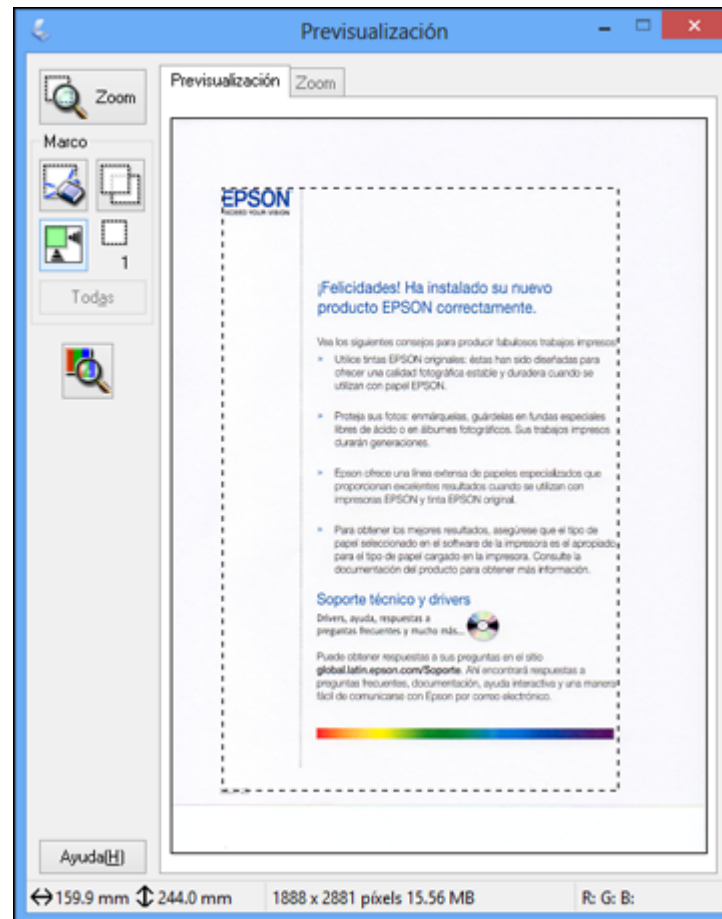 Previsualización
Zoom
Previsualización
Zoom
Marco
1
Todas
Ayuda(H)
EPSON
EXCEED YOUR VISION
¡Felicidades! Ha instalado su nuevo
producto EPSON correctamente.
Vea los siguientes consejos para producir fabulosos trabajos impresos:
Utilice tintas EPSON originales: éstas han sido diseñadas para
ofrecer una calidad fotográfica estable y duradera cuando se
utilizan con papel EPSON.
Proteja sus fotos: enmárquelas, guárdelas en fundas especiales
libres de ácido o en álbumes fotográficos. Sus trabajos impresos
durarán generaciones.
Epson ofrece una línea extensa de papeles especializados que
proporcionan excelentes resultados cuando se utilizan con
impresoras EPSON y tinta EPSON original.
Para obtener los mejores resultados, asegúrese que el tipo de
papel seleccionado en el software de la impresora es el apropiado
para el tipo de papel cargado en la impresora. Consulte la
documentación del producto para obtener más información.
Soporte técnico y drivers
Drivers, ayuda, respuestas a
preguntas frecuentes y mucho más...
Puede obtener respuestas a sus preguntas en el sitio
global.latin.epson.com/Soporte. Ahí encontrará respuestas a
preguntas frecuentes, documentación, ayuda interactiva y una manera
fácil de comunicarse con Epson por correo electrónico.
159.9 mm 244.0 mm
1888 x 2881 píxels 15.56 MB
R: G: B: